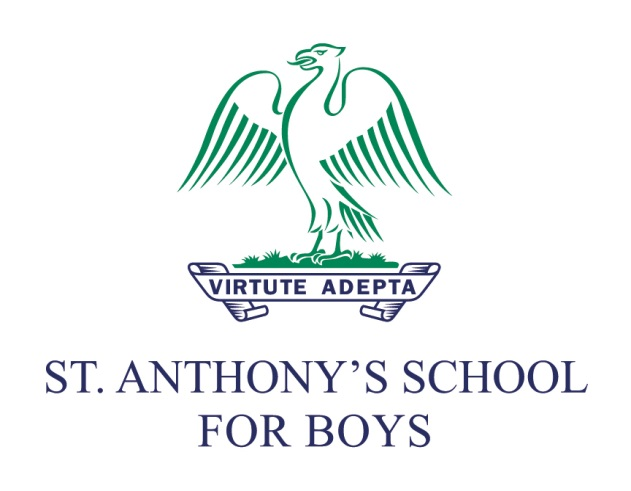 VIRTUTE ADEPTA
ST. ANTHONY’S SCHOOL
FOR BOYS